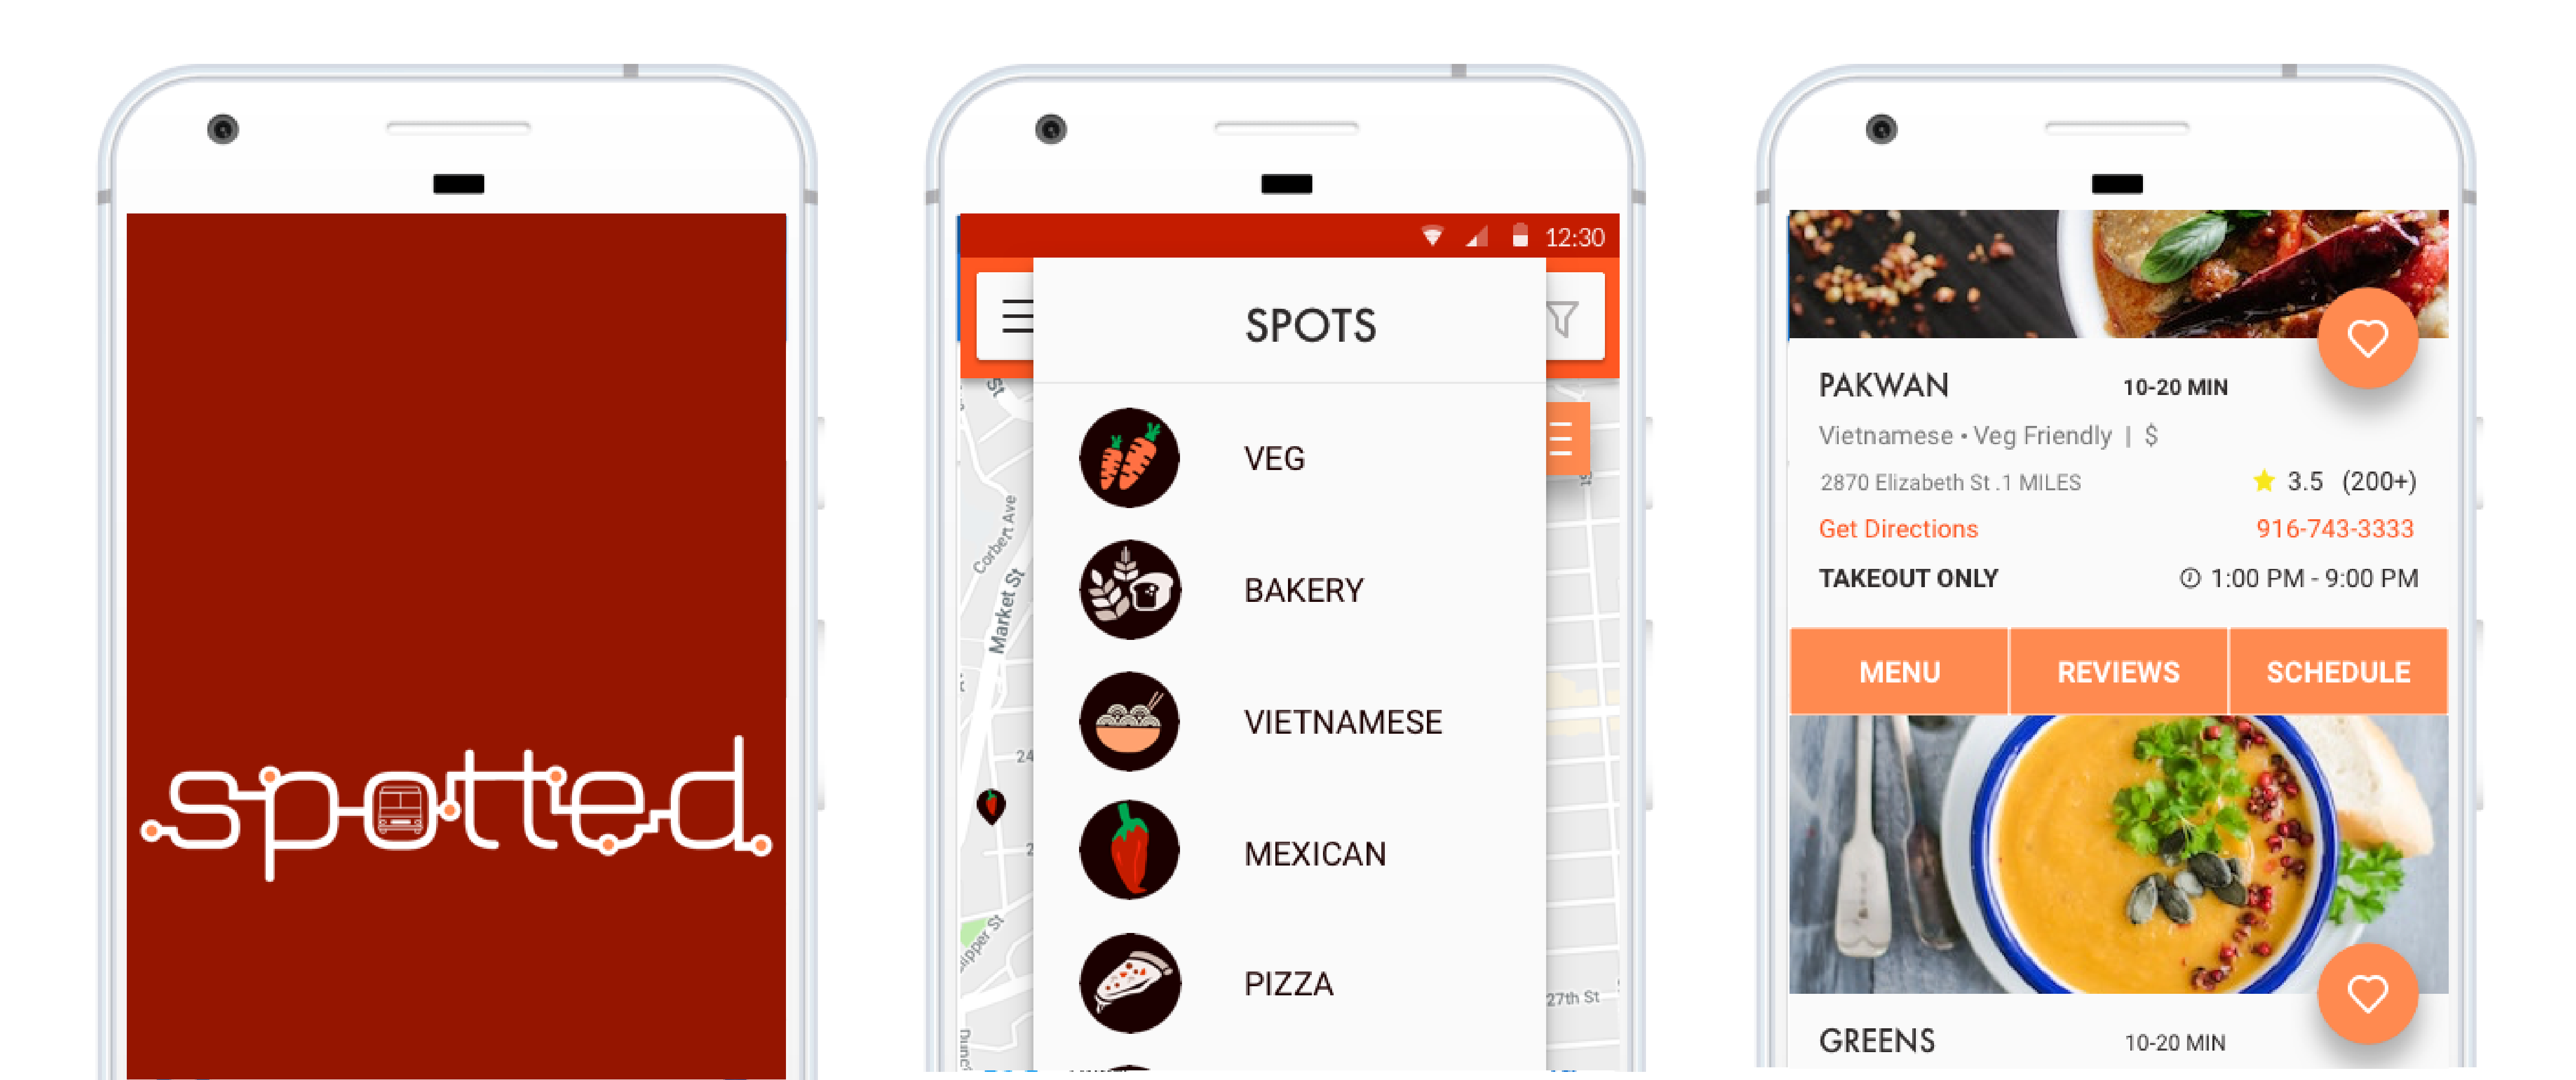 spotted
12:30
SPOTS
VEG
BAKERY
VIETNAMESE
MEXICAN
PIZZA
St
Corbett Ave
Market St
24
2
27th St
St
PAKWAN
10-20 MIN
Vietnamese • Veg Friendly | $
2870 Elizabeth St .1 MILES
3.5 (200+)
Get Directions
916-743-3333
TAKEOUT ONLY
1:00 PM - 9:00 PM
MENU
REVIEWS
SCHEDULE
GREENS
10-20 MIN